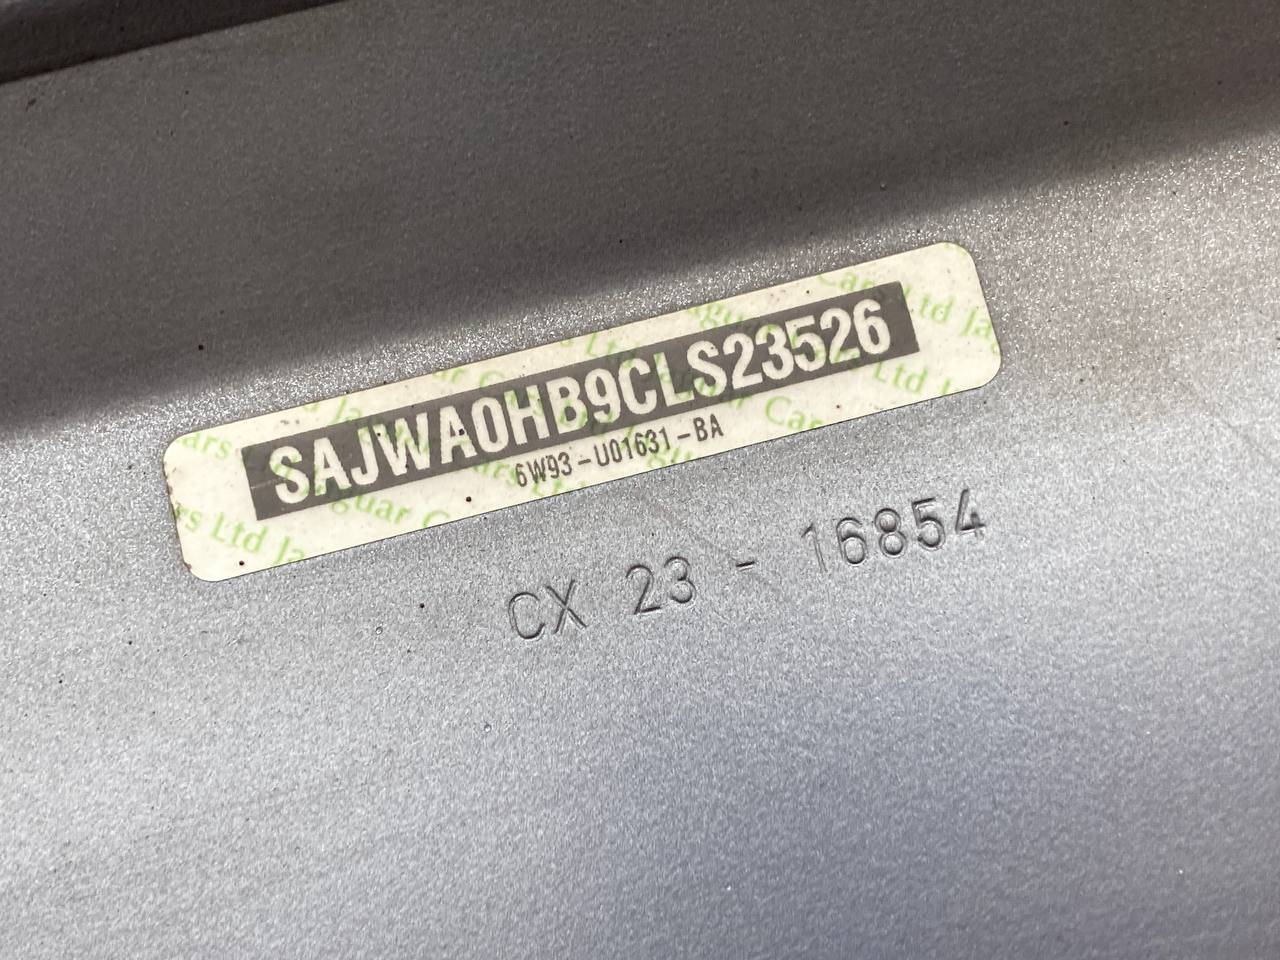 SAJWA0HB9CLS23526
6W93-U01631-BA
CX 23 - 16854